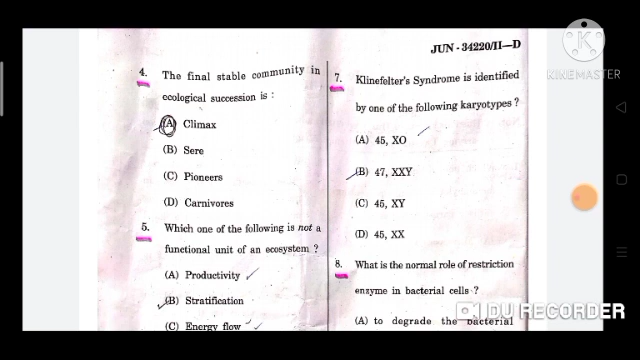 JUN - 34220/II—D
KINEMASTER
4. The final stable community in
ecological succession is :
(A) Climax
(B) Sere
(C) Pioneers
(D) Carnivores
5. Which one of the following is not a
functional unit of an ecosystem ?
(A) Productivity
(B) Stratification
(C) Energy flow
7. Klinefelter's Syndrome is identified
by one of the following karyotypes ?
(A) 45, XO
(B) 47, XXY
(C) 45, XY
(D) 45, XX
8. What is the normal role of restriction
enzyme in bacterial cells ?
(A) to degrade the bacterial
DU RECORDER